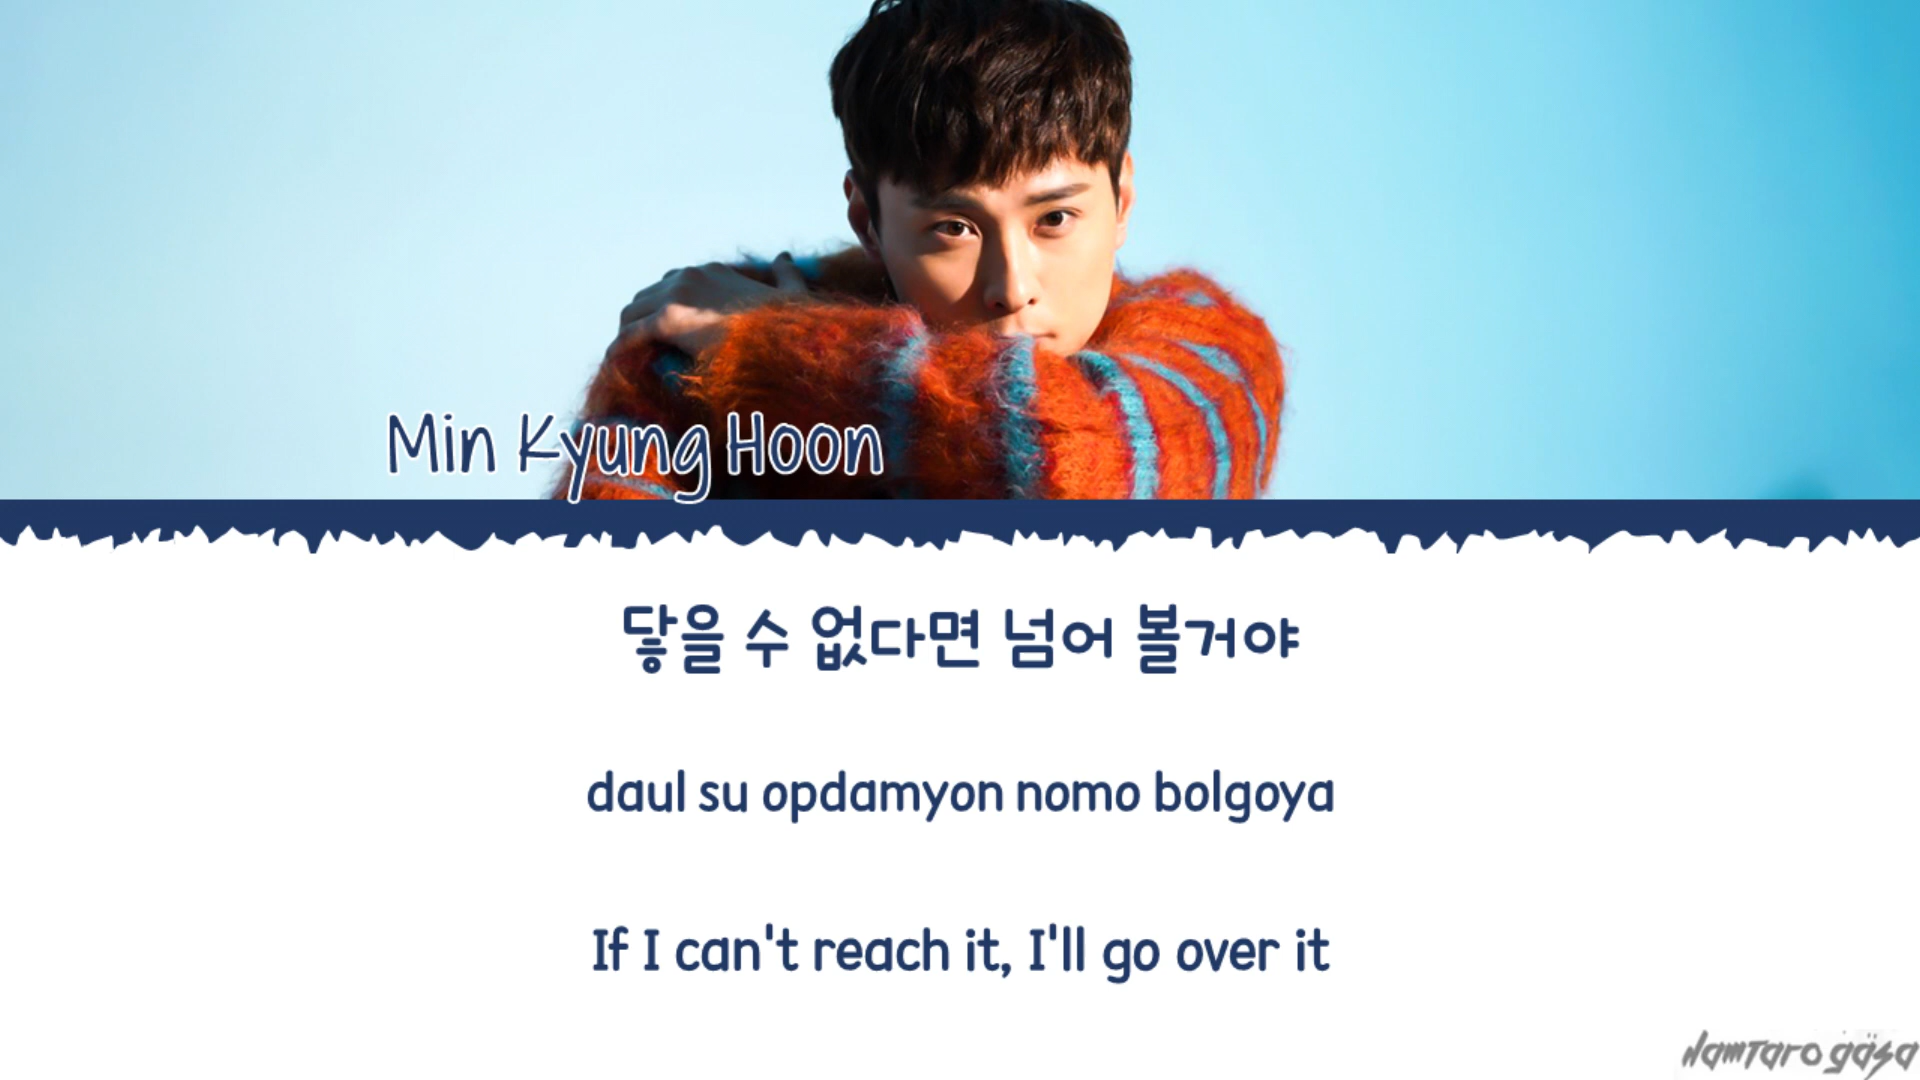 Min Kyung Hoon
닿을 수 없다면 넘어 볼거야
daul su opdamyon nomo bolgoya
If I can't reach it, I'll go over it
Hamtaro gäsa